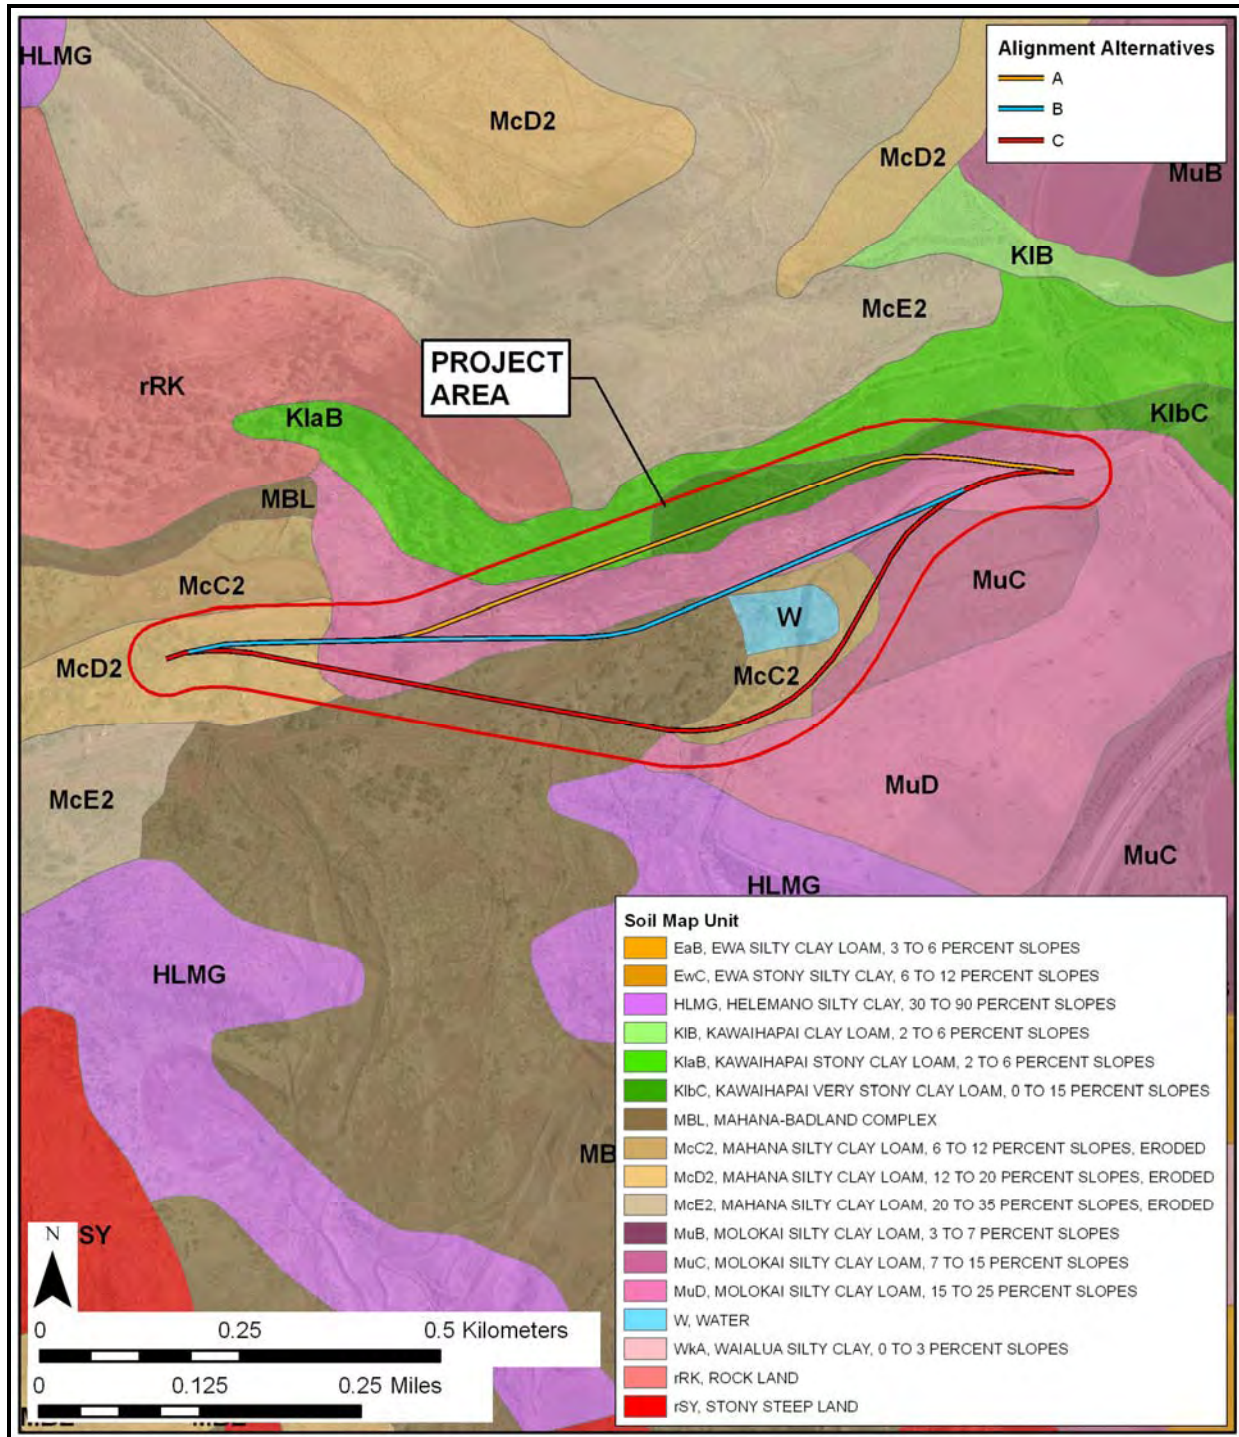 HLMG
Alignment Alternatives
A
B
C
McD2
McD2
MuB
KlB
McE2
PROJECT
AREA
rRK
KlaB
KlbC
MBL
McC2
MuC
W
McD2
McC2
MuD
McE2
MuC
HLMG
HLMG
Soil Map Unit
EaB, EWA SILTY CLAY LOAM, 3 TO 6 PERCENT SLOPES
EwC, EWA STONY SILTY CLAY, 6 TO 12 PERCENT SLOPES
HLMG, HELEMANO SILTY CLAY, 30 TO 90 PERCENT SLOPES
KlB, KAWAIHAPAI CLAY LOAM, 2 TO 6 PERCENT SLOPES
KlaB, KAWAIHAPAI STONY CLAY LOAM, 2 TO 6 PERCENT SLOPES
KlbC, KAWAIHAPAI VERY STONY CLAY LOAM, 0 TO 15 PERCENT SLOPES
MBL, MAHANA-BADLAND COMPLEX
McC2, MAHANA SILTY CLAY LOAM, 6 TO 12 PERCENT SLOPES, ERODED
McD2, MAHANA SILTY CLAY LOAM, 12 TO 20 PERCENT SLOPES, ERODED
McE2, MAHANA SILTY CLAY LOAM, 20 TO 35 PERCENT SLOPES, ERODED
MuB, MOLOKAI SILTY CLAY LOAM, 3 TO 7 PERCENT SLOPES
MuC, MOLOKAI SILTY CLAY LOAM, 7 TO 15 PERCENT SLOPES
MuD, MOLOKAI SILTY CLAY LOAM, 15 TO 25 PERCENT SLOPES
W, WATER
WkA, WAIALUA SILTY CLAY, 0 TO 3 PERCENT SLOPES
rRK, ROCK LAND
rSY, STONY STEEP LAND
MB
SY
N
0 0.25 0.5 Kilometers
0 0.125 0.25 Miles